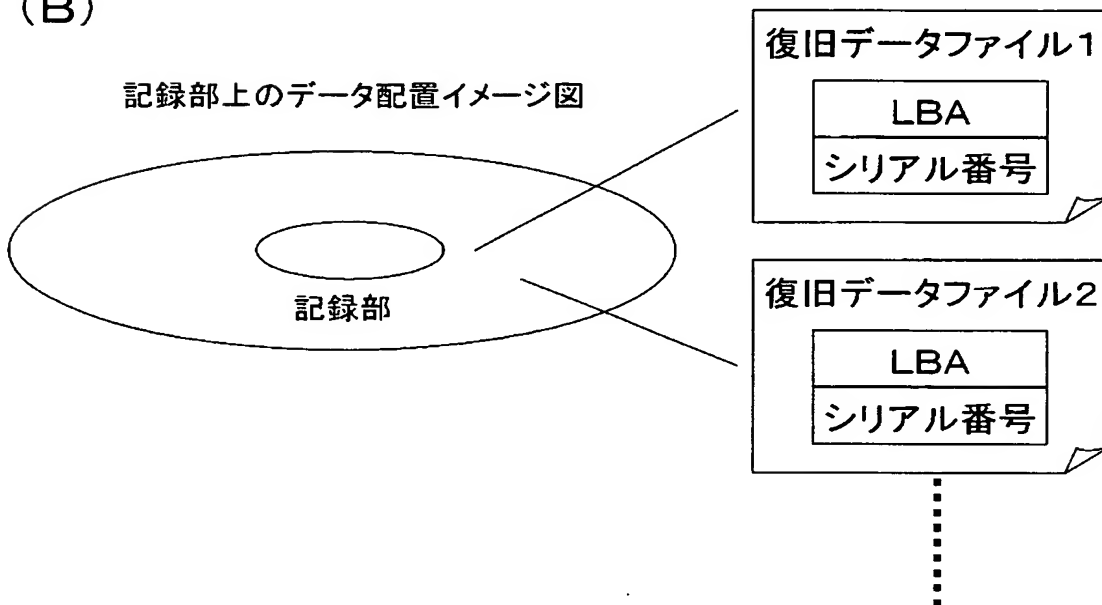 (B)
記録部上のデータ配置イメージ図
記録部
復旧データファイル1
LBA
シリアル番号
復旧データファイル2
LBA
シリアル番号